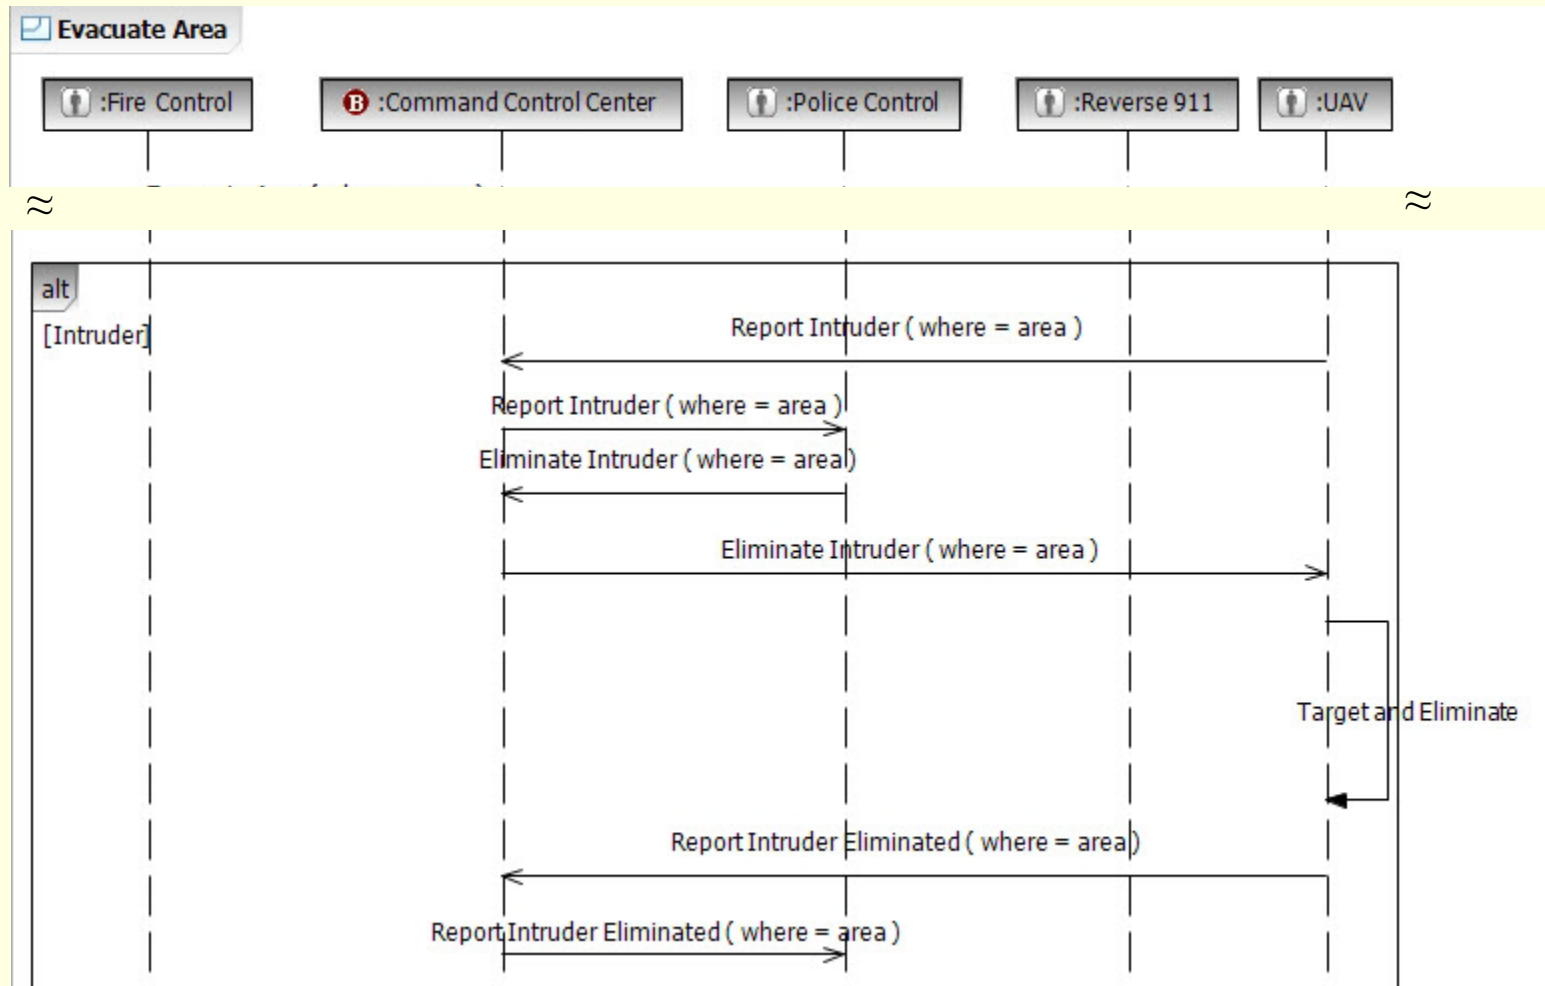 Evacuate Area
:Fire Control
B :Command Control Center
:Police Control
:Reverse 911
:UAV
≈ ≈
alt
[Intruder]
Report Intruder ( where = area )
Report Intruder ( where = area )
Eliminate Intruder ( where = area )
Eliminate Intruder ( where = area )
Target and Eliminate
Report Intruder Eliminated ( where = area )
Report Intruder Eliminated ( where = area )